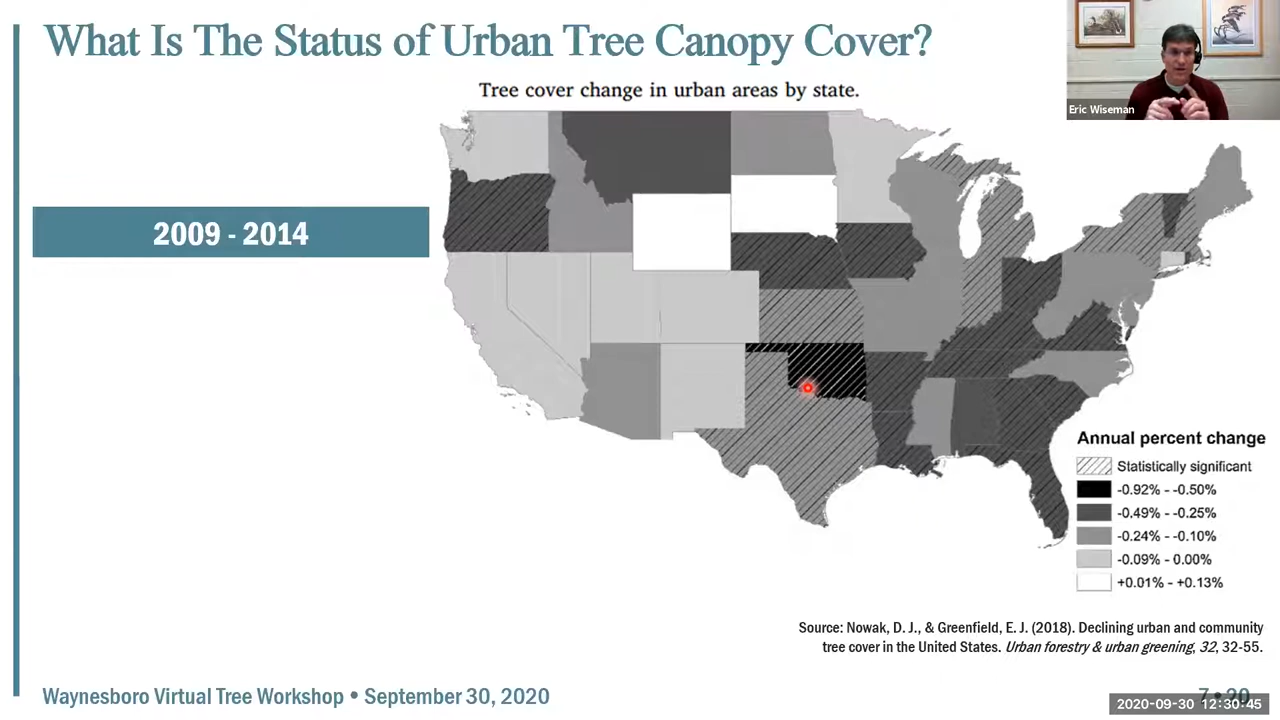 What Is The Status of Urban Tree Canopy Cover?
Tree cover change in urban areas by state.
Eric Wiseman
2009 - 2014
Annual percent change
Statistically significant
-0.92% - -0.50%
-0.49% - -0.25%
-0.24% - -0.10%
-0.09% - 0.00%
+0.01% - +0.13%
Source: Nowak, D. J., & Greenfield, E. J. (2018). Declining urban and community
tree cover in the United States. Urban forestry & urban greening, 32, 32-55.
Waynesboro Virtual Tree Workshop • September 30, 2020
7 • 20
2020-09-30 12:30:45